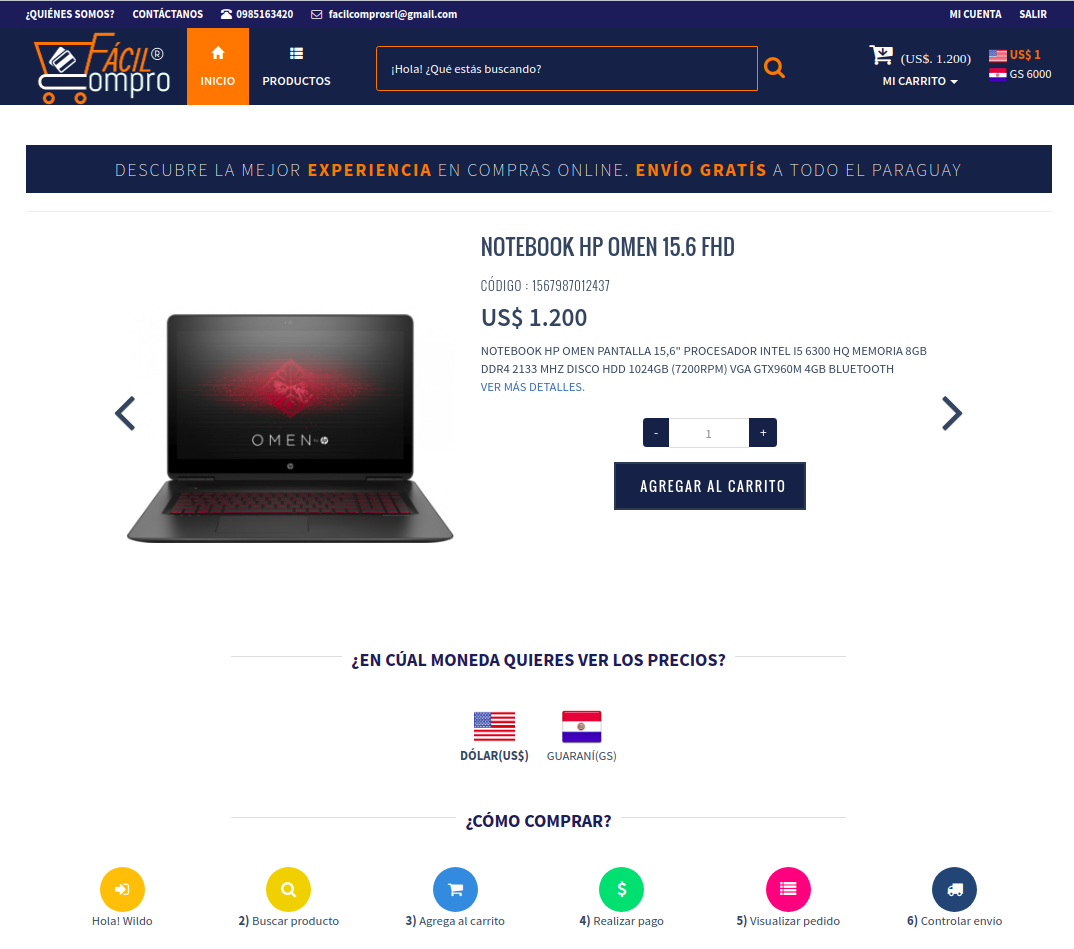 ¿QUIÉNES SOMOS? CONTÁCTANOS 0985163420 facilcomprosrl@gmail.com MI CUENTA SALIR
FÁCIL®
Compro
INICIO
PRODUCTOS
¡Hola! ¿Qué estás buscando?
(US$. 1.200)
MI CARRITO
US$ 1
GS 6000
DESCUBRE LA MEJOR EXPERIENCIA EN COMPRAS ONLINE. ENVÍO GRATÍS A TODO EL PARAGUAY
NOTEBOOK HP OMEN 15.6 FHD
CÓDIGO : 1567987012437
US$ 1.200
NOTEBOOK HP OMEN PANTALLA 15,6" PROCESADOR INTEL I5 6300 HQ MEMORIA 8GB
DDR4 2133 MHZ DISCO HDD 1024GB (7200RPM) VGA GTX960M 4GB BLUETOOTH
VER MÁS DETALLES.
OMEN by hp
- 1 +
AGREGAR AL CARRITO
¿EN CÚAL MONEDA QUIERES VER LOS PRECIOS?
DÓLAR(US$) GUARANÍ(GS)
¿CÓMO COMPRAR?
$
Hola! Wildo 2) Buscar producto 3) Agrega al carrito 4) Realizar pago 5) Visualizar pedido 6) Controlar envío